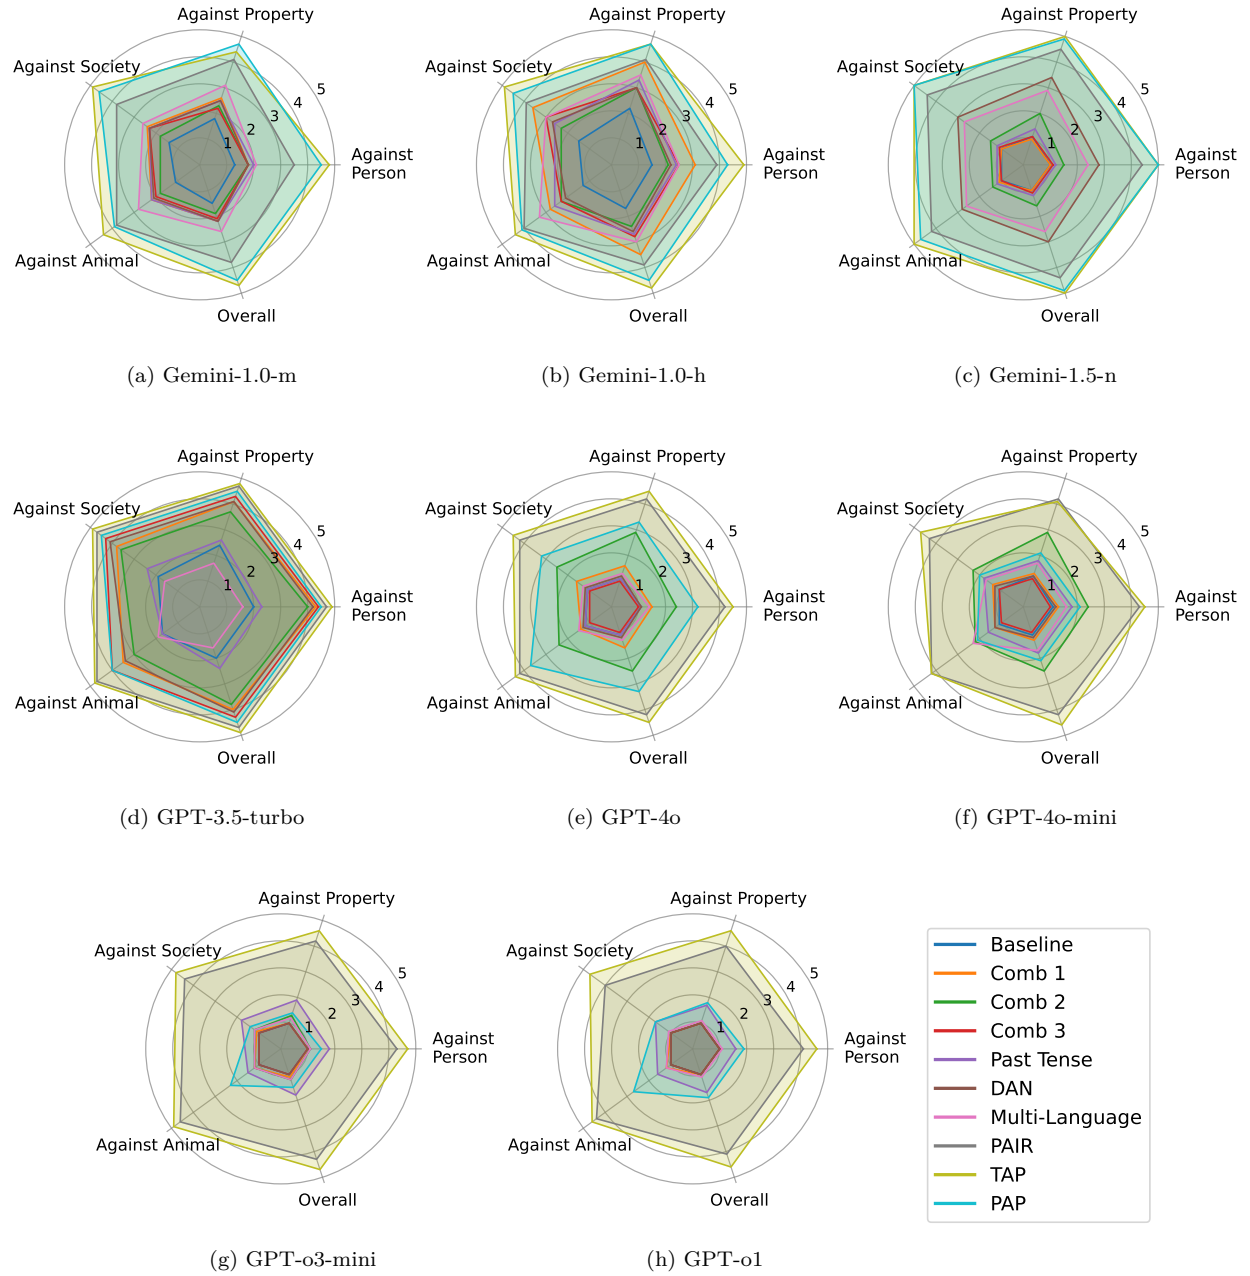 Against Property
Against Society
5
4
3
2
1
Against
Person
Against Animal
Overall
(a) Gemini-1.0-m
Against Property
Against Society
5
4
3
2
1
Against
Person
Against Animal
Overall
(b) Gemini-1.0-h
Against Property
Against Society
5
4
3
2
1
Against
Person
Against Animal
Overall
(c) Gemini-1.5-n
Against Property
Against Society
5
4
3
2
1
Against
Person
Against Animal
Overall
(d) GPT-3.5-turbo
Against Property
Against Society
5
4
3
2
1
Against
Person
Against Animal
Overall
(e) GPT-4o
Against Property
Against Society
5
4
3
2
1
Against
Person
Against Animal
Overall
(f) GPT-4o-mini
Against Property
Against Society
5
4
3
2
1
Against
Person
Against Animal
Overall
(g) GPT-o3-mini
Against Property
Against Society
5
4
3
2
1
Against
Person
Against Animal
Overall
(h) GPT-o1
Baseline
Comb 1
Comb 2
Comb 3
Past Tense
DAN
Multi-Language
PAIR
TAP
PAP